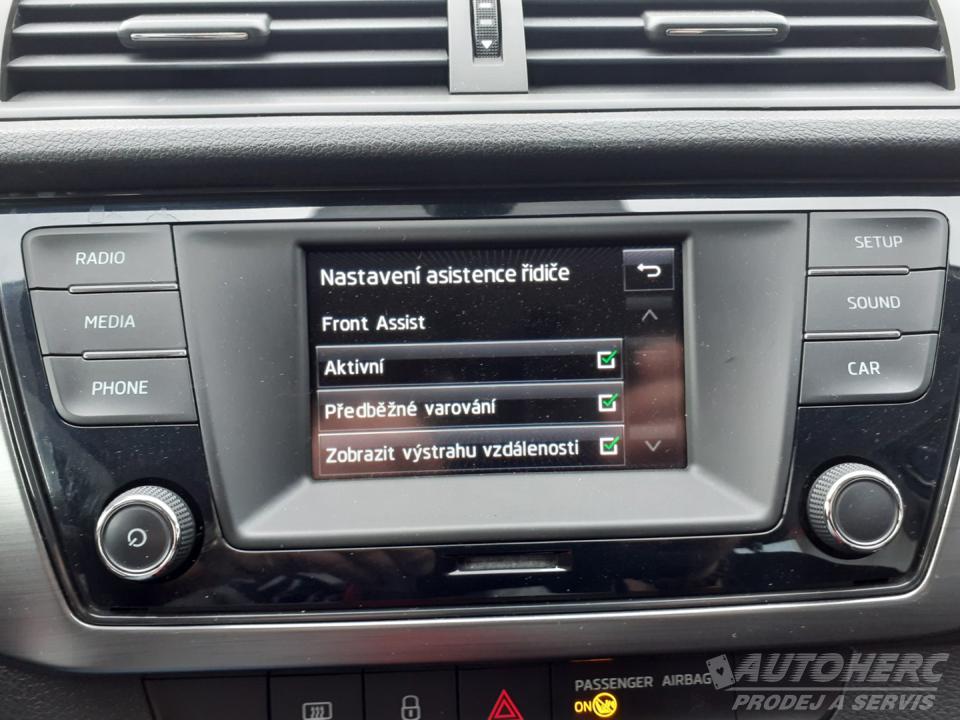 RADIO
MEDIA
PHONE
Nastavení asistence řidiče
Front Assist
Aktivní
Předběžné varování
Zobrazit výstrahu vzdálenosti
SETUP
SOUND
CAR
PASSENGER AIRBAG
ON
AUTOHERC
PRODEJ A SERVIS